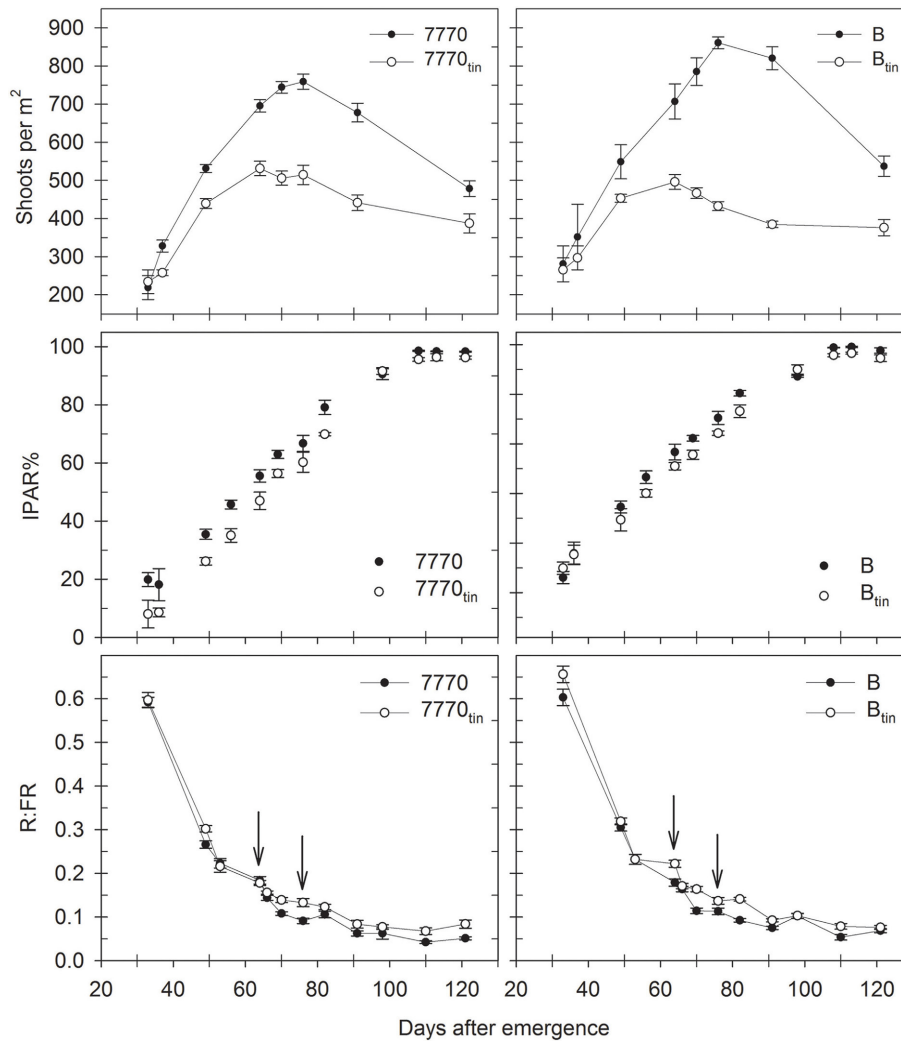 900
800
700
600
500
400
300
200
Shoots per m²
7770
7770tin
B
Btin
100
80
60
40
20
0
IPAR%
7770
7770tin
B
Btin
0.6
0.5
0.4
0.3
0.2
0.1
0.0
R:FR
7770
7770tin
B
Btin
20 40 60 80 100 120 20 40 60 80 100 120
Days after emergence